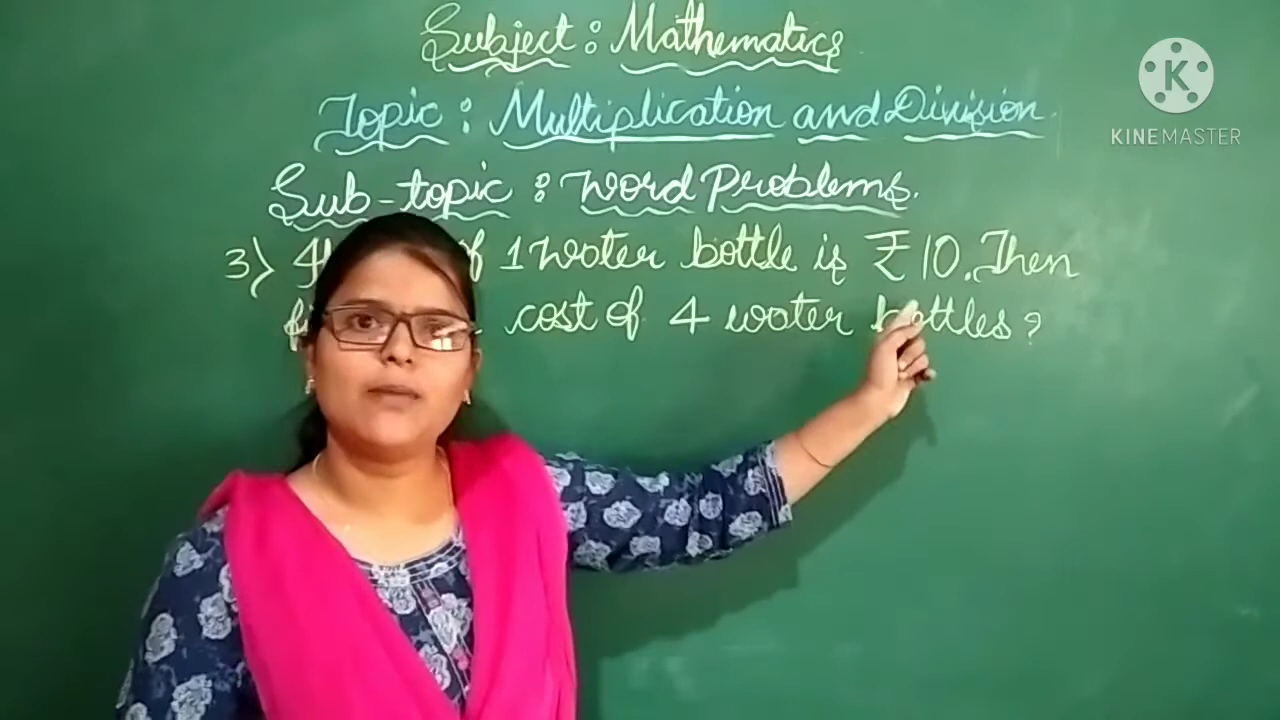 Subject : Mathematics
Topic : Multiplication and Division.
Sub-topic : Word Problems.
3) of 1 water bottle is ₹ 10. Then
cost of 4 water bottles ?
K
KINEMASTER